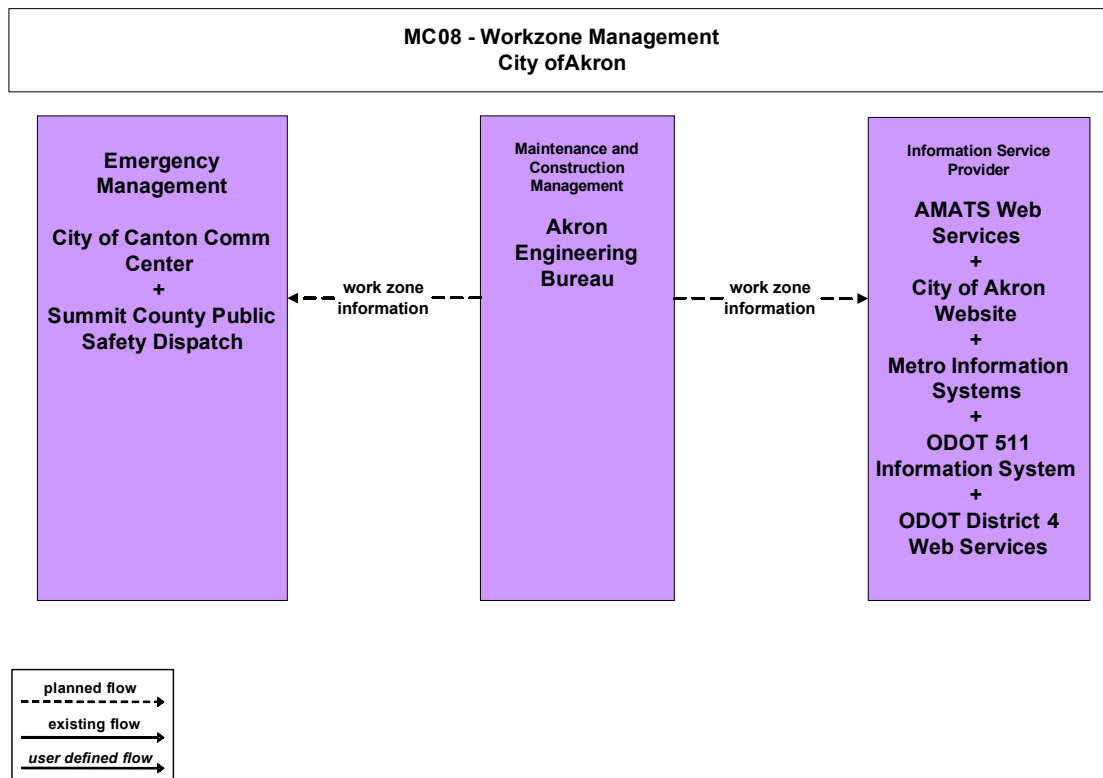 MC08 - Workzone Management
City ofAkron
Emergency
Management
City of Canton Comm
Center
+
Summit County Public
Safety Dispatch
work zone
information
Maintenance and
Construction
Management
Akron
Engineering
Bureau
work zone
information
Information Service
Provider
AMATS Web
Services
+
City of Akron
Website
+
Metro Information
Systems
+
ODOT 511
Information System
+
ODOT District 4
Web Services
planned flow
existing flow
user defined flow